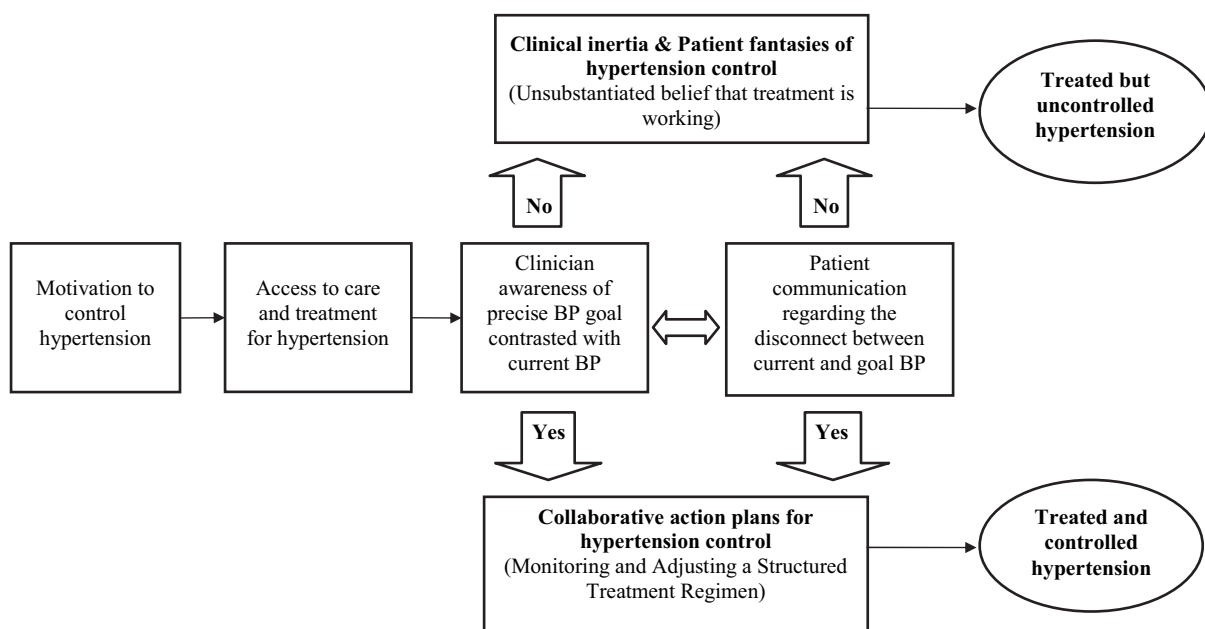 Clinical inertia & Patient fantasies of
hypertension control
(Unsubstantiated belief that treatment is
working)
Treated but
uncontrolled
hypertension
No
No
Motivation to
control
hypertension
Access to care
and treatment
for hypertension
Clinician
awareness of
precise BP goal
contrasted with
current BP
Patient
communication
regarding the
disconnect between
current and goal BP
Yes
Yes
Collaborative action plans for
hypertension control
(Monitoring and Adjusting a Structured
Treatment Regimen)
Treated and
controlled
hypertension